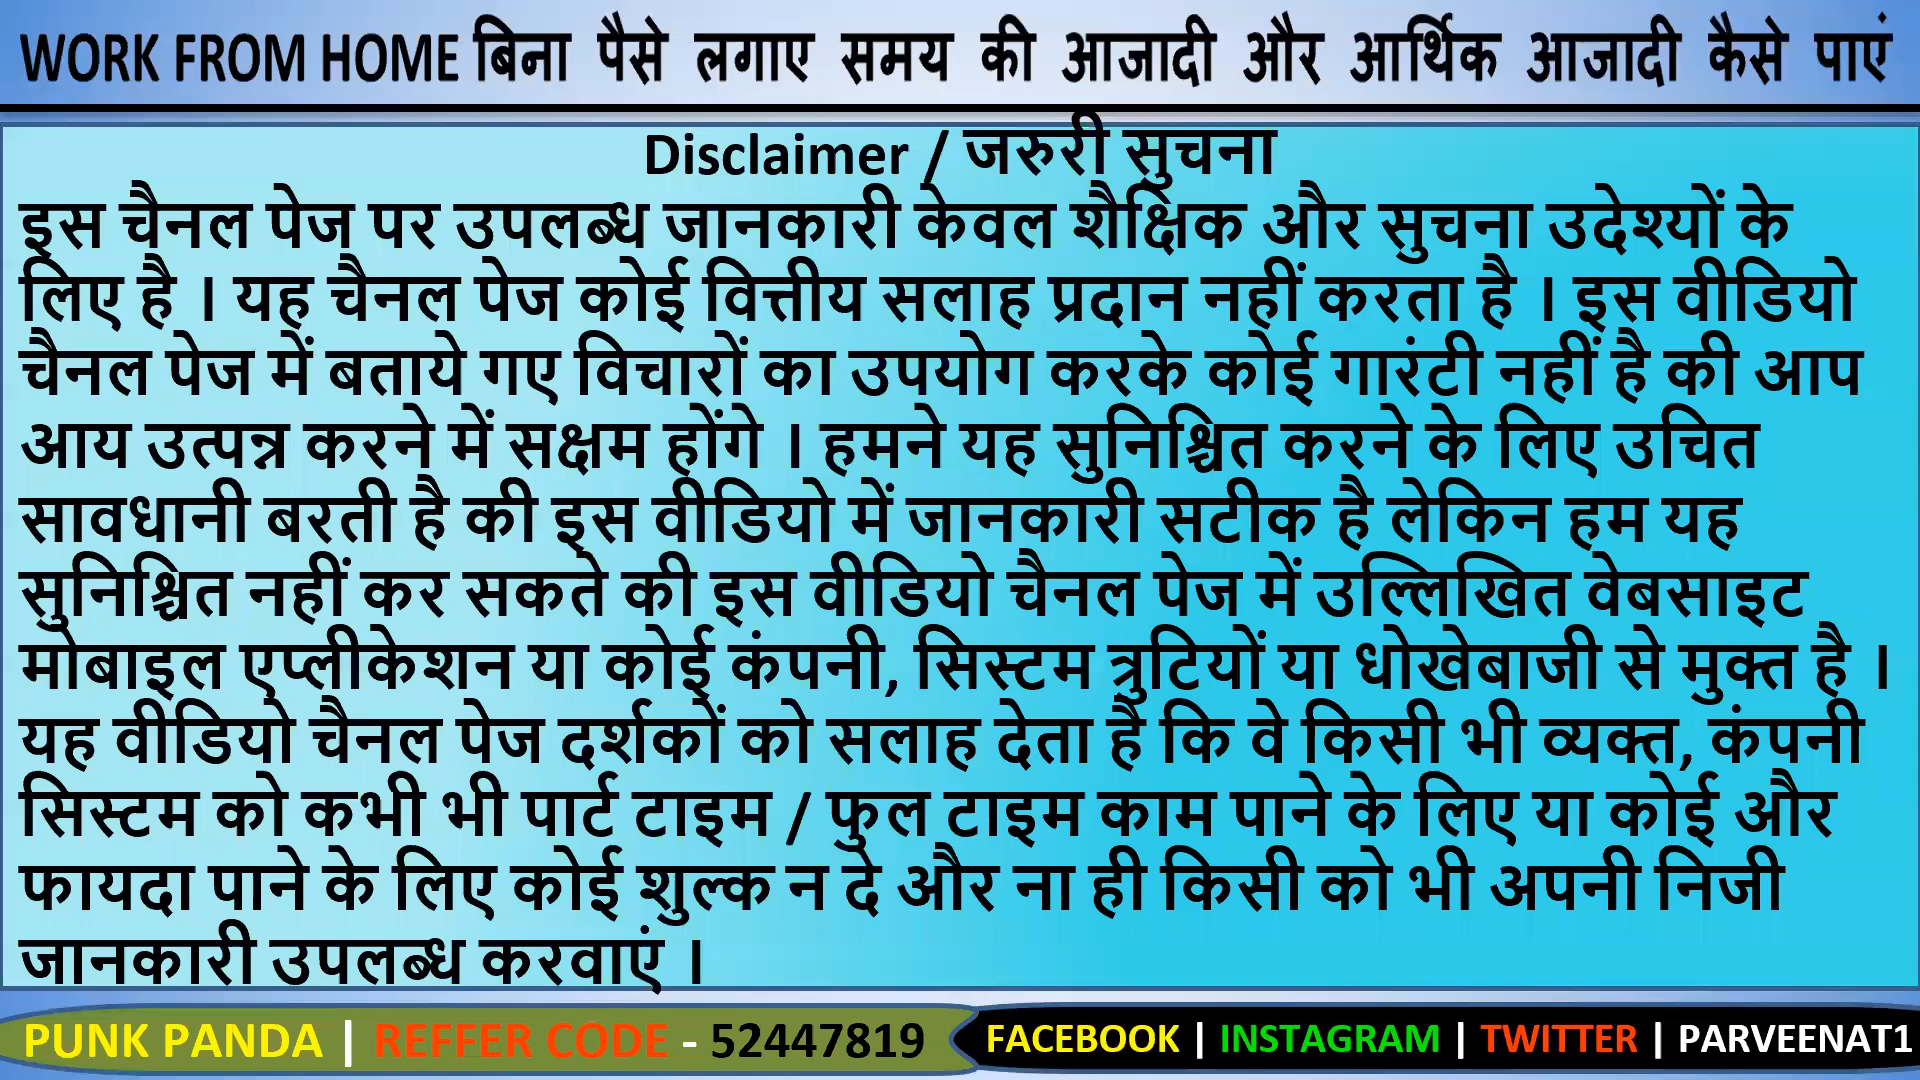 WORK FROM HOME बिना पैसे लगाए समय की आजादी और आर्थिक आजादी कैसे पाएं
Disclaimer / जरुरी सुचना
इस चैनल पेज पर उपलब्ध जानकारी केवल शैक्षिक और सुचना उदेश्यों के
लिए है । यह चैनल पेज कोई वित्तीय सलाह प्रदान नहीं करता है । इस वीडियो
चैनल पेज में बताये गए विचारों का उपयोग करके कोई गारंटी नहीं है की आप
आय उत्पन्न करने में सक्षम होंगे । हमने यह सुनिश्चित करने के लिए उचित
सावधानी बरती है की इस वीडियो में जानकारी सटीक है लेकिन हम यह
सुनिश्चित नहीं कर सकते की इस वीडियो चैनल पेज में उल्लिखित वेबसाइट
मोबाइल एप्लीकेशन या कोई कंपनी, सिस्टम त्रुटियों या धोखेबाजी से मुक्त है ।
यह वीडियो चैनल पेज दर्शकों को सलाह देता है कि वे किसी भी व्यक्त, कंपनी
सिस्टम को कभी भी पार्ट टाइम / फुल टाइम काम पाने के लिए या कोई और
फायदा पाने के लिए कोई शुल्क न दे और ना ही किसी को भी अपनी निजी
जानकारी उपलब्ध करवाएं ।
PUNK PANDA | REFFER CODE - 52447819
FACEBOOK | INSTAGRAM | TWITTER | PARVEENAT1